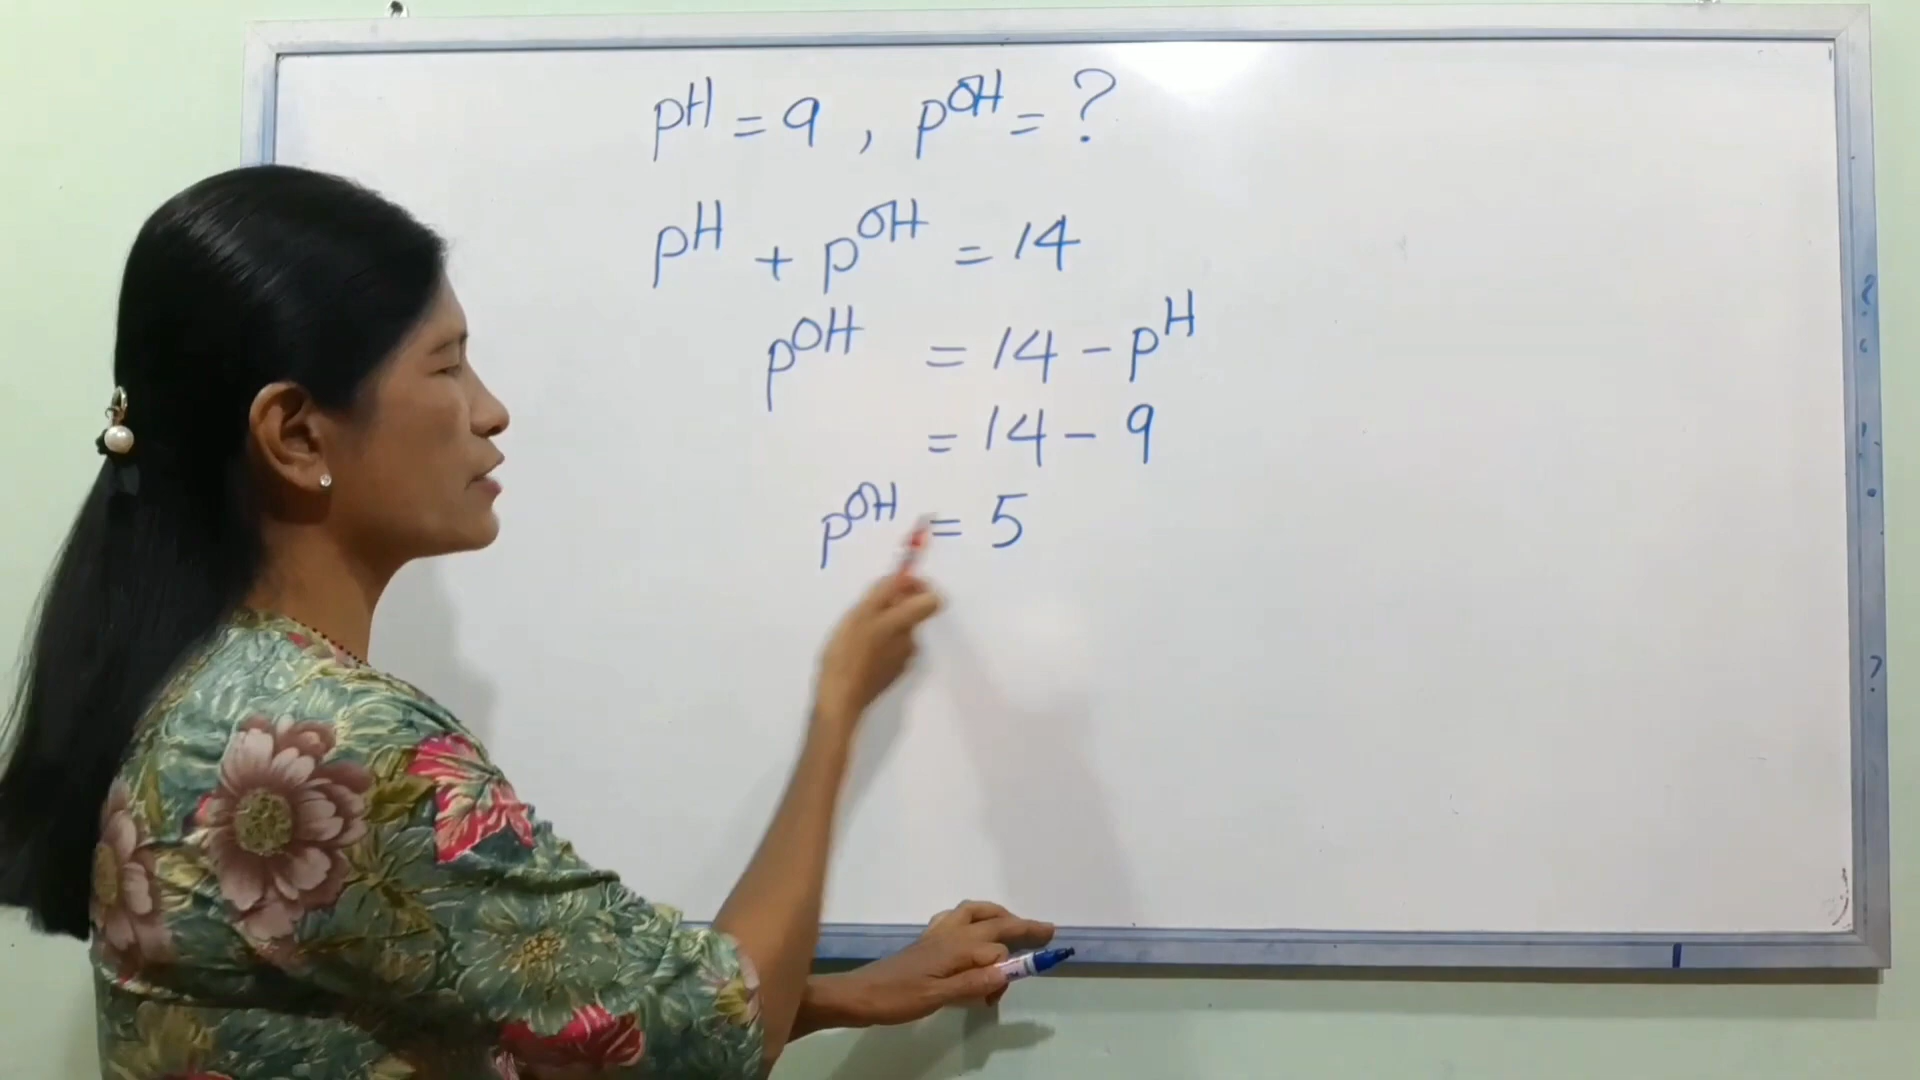 pH = 9 , pOH = ?
pH + pOH = 14
pOH = 14 - pH
= 14 - 9
pOH = 5